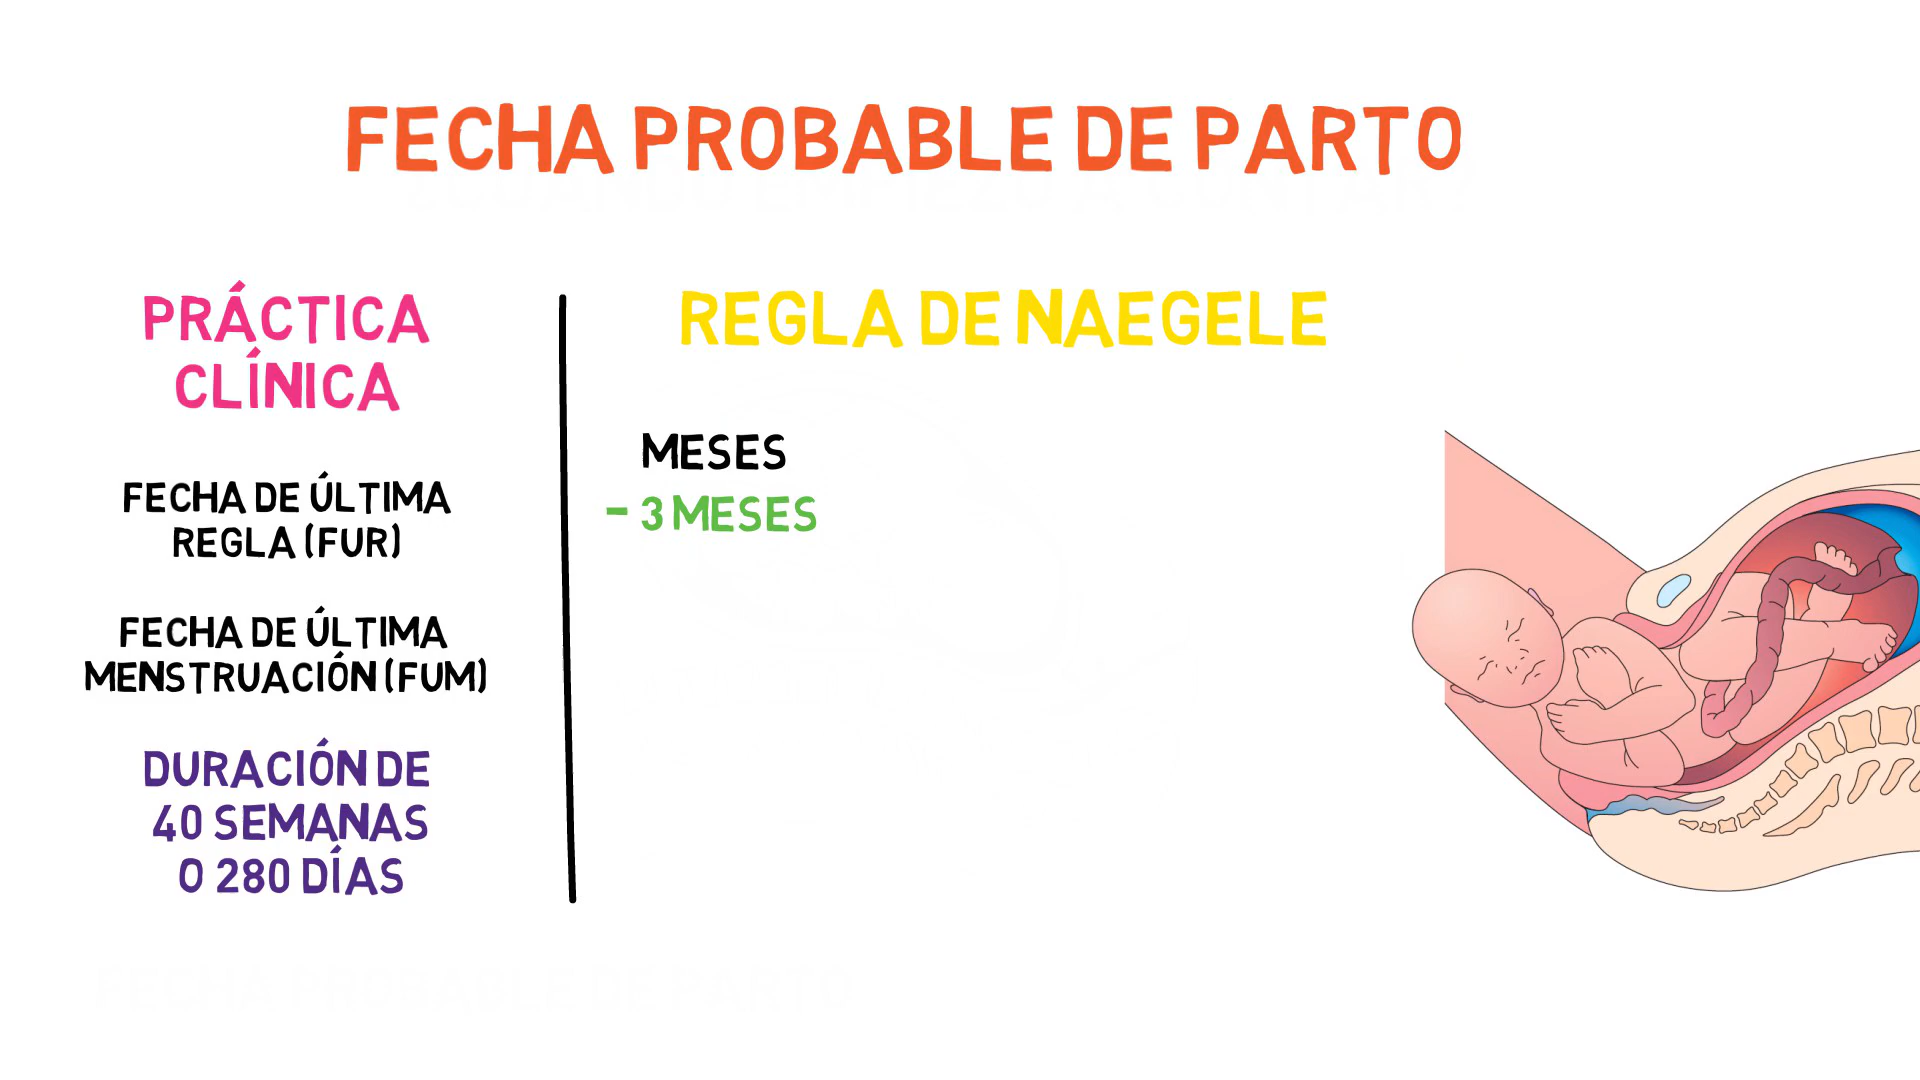 FECHA PROBABLE DE PARTO
PRÁCTICA
CLÍNICA
FECHA DE ÚLTIMA
REGLA (FUR)
FECHA DE ÚLTIMA
MENSTRUACIÓN (FUM)
DURACIÓN DE
40 SEMANAS
O 280 DÍAS
REGLA DE NAEGELE
MESES
- 3 MESES